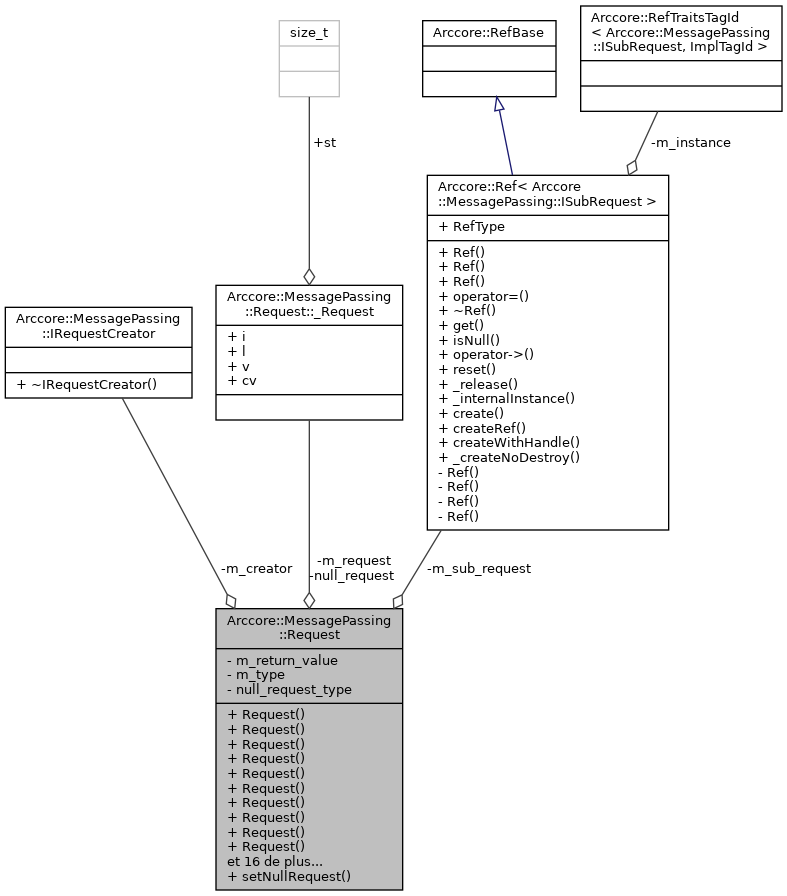 size_t
Arccore::RefBase
Arccore::RefTraitsTagId
< Arccore::MessagePassing
::ISubRequest, ImplTagId >
+st
-m_instance
Arccore::Ref< Arccore
::MessagePassing::ISubRequest >
+ RefType
+ Ref()
+ Ref()
+ Ref()
+ operator=()
+ ~Ref()
+ get()
+ isNull()
+ operator->()
+ reset()
+ _release()
+ _internalInstance()
+ create()
+ createRef()
+ createWithHandle()
+ _createNoDestroy()
- Ref()
- Ref()
- Ref()
- Ref()
Arccore::MessagePassing
::Request::_Request
+ i
+ l
+ v
+ cv
Arccore::MessagePassing
::IRequestCreator
+ ~IRequestCreator()
-m_creator
-m_request
-null_request
-m_sub_request
Arccore::MessagePassing
::Request
- m_return_value
- m_type
- null_request_type
+ Request()
+ Request()
+ Request()
+ Request()
+ Request()
+ Request()
+ Request()
+ Request()
+ Request()
+ Request()
et 16 de plus...
+ setNullRequest()